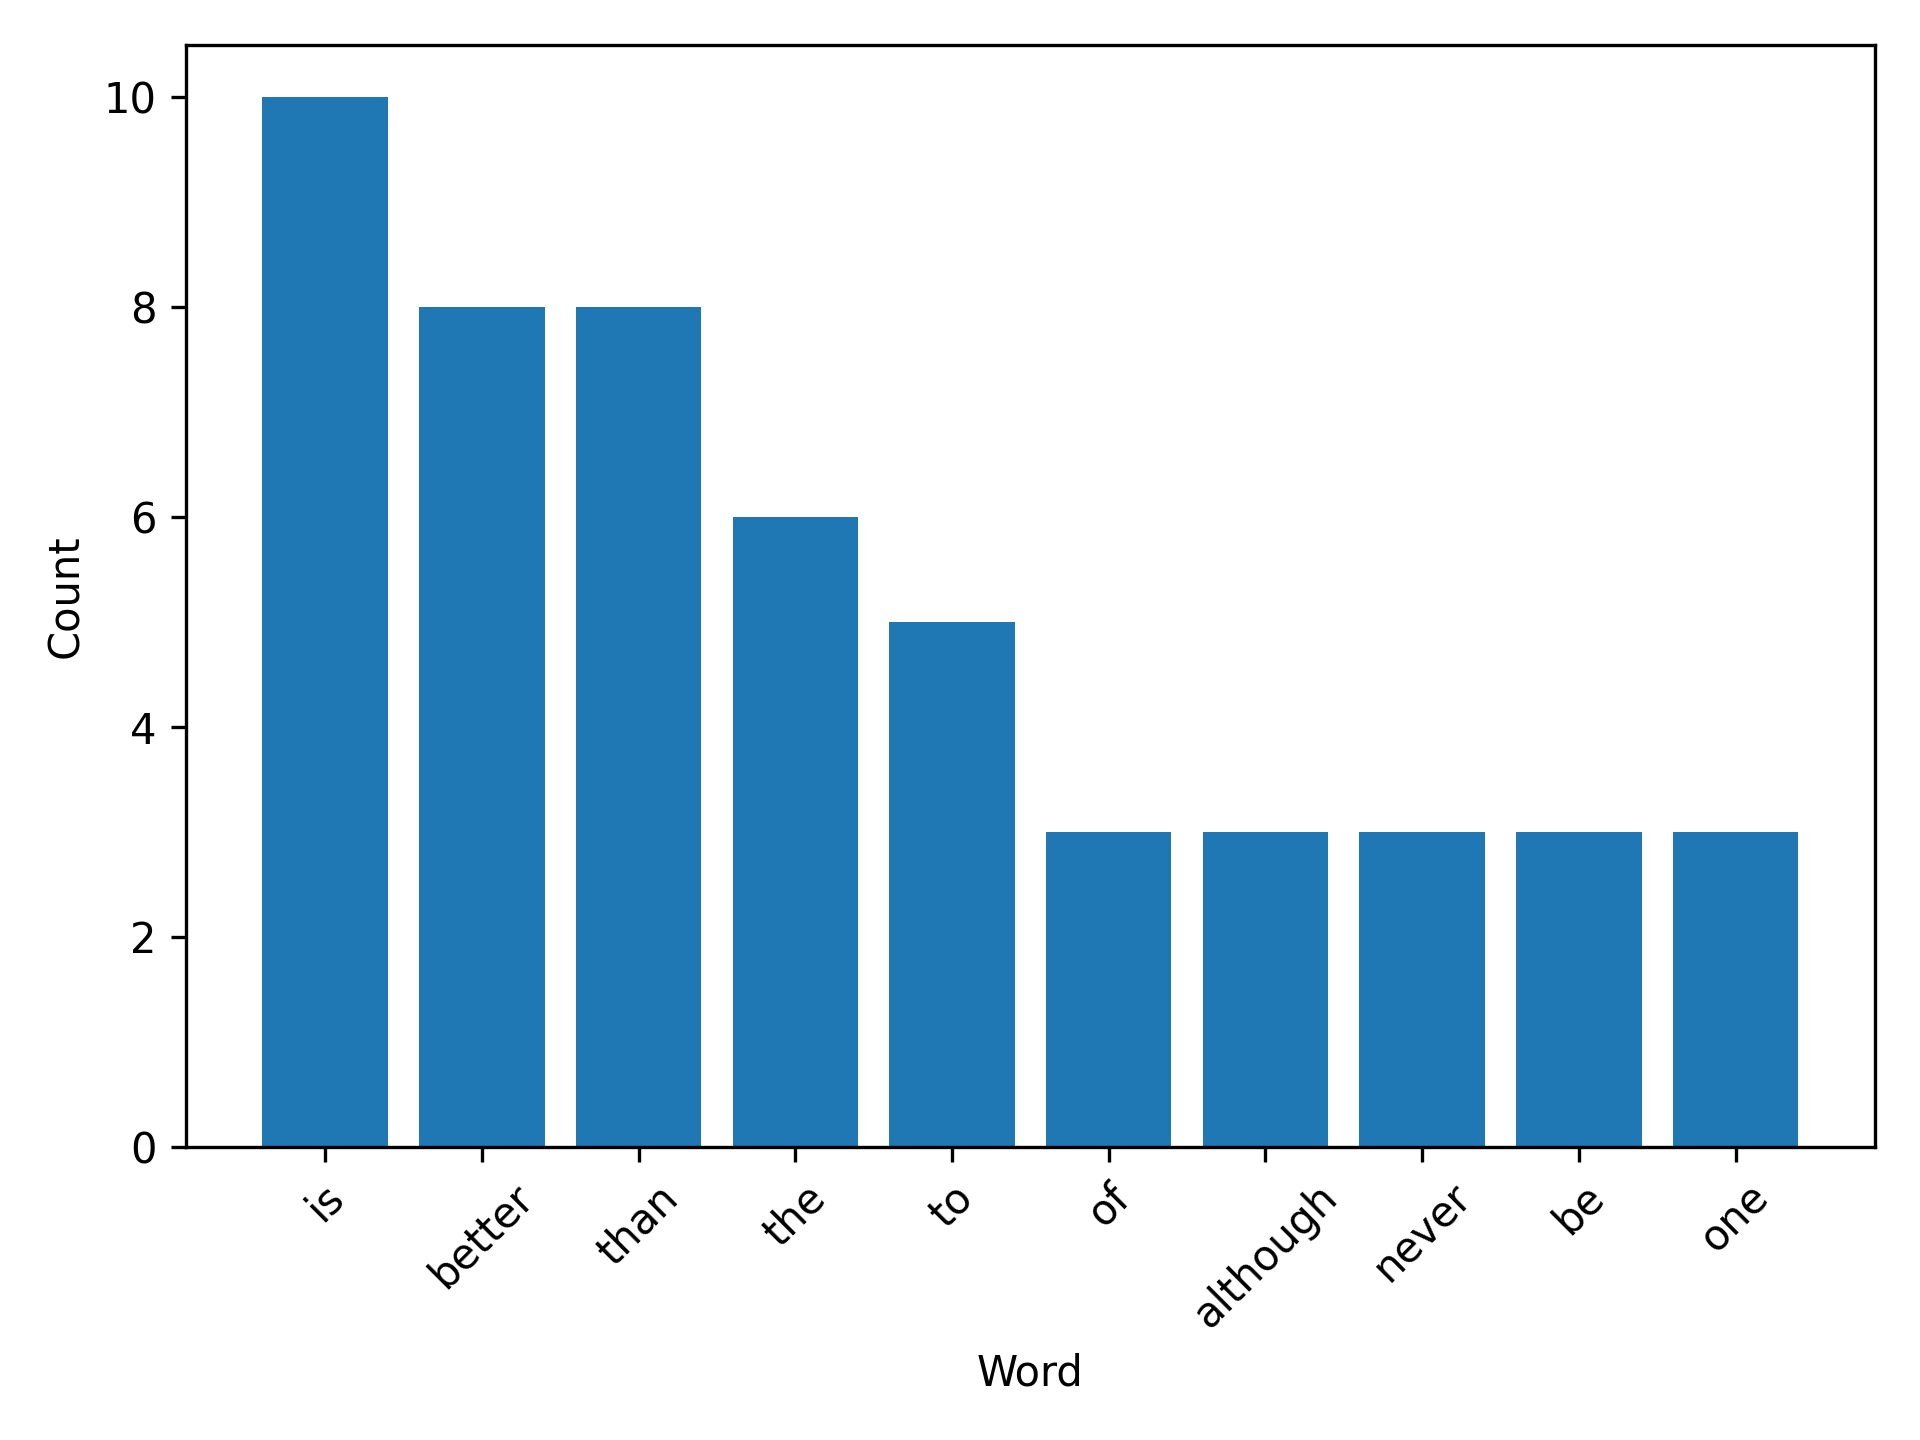 10
8
6
4
2
0
Count
is
better
than
the
to
of
although
never
be
one
Word